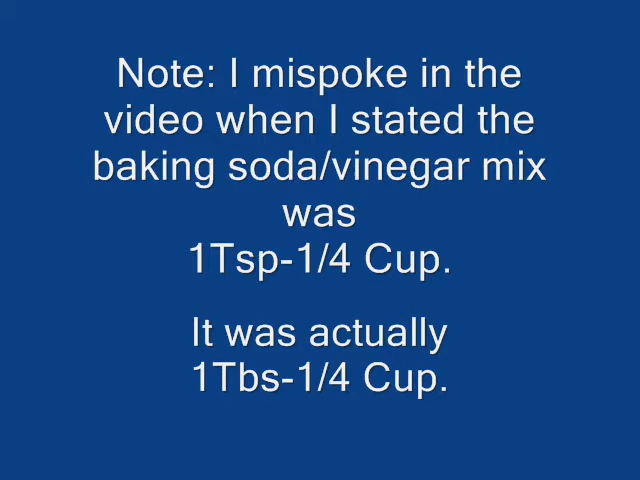 Note: I mispoke in the
video when I stated the
baking soda/vinegar mix
was
1Tsp-1/4 Cup.
It was actually
1Tbs-1/4 Cup.